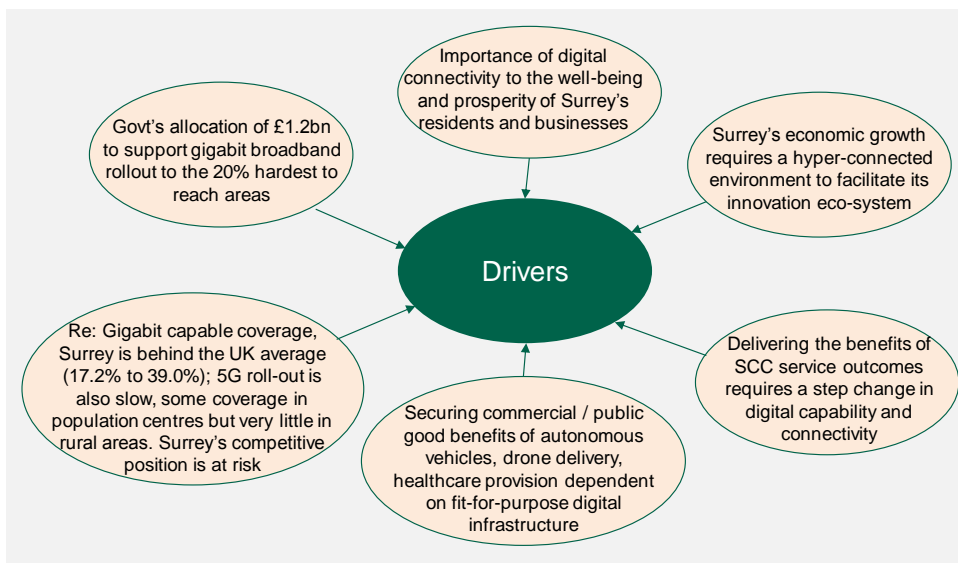 Importance of digital
connectivity to the well-being
and prosperity of Surrey's
residents and businesses
Govt's allocation of £1.2bn
to support gigabit broadband
rollout to the 20% hardest to
reach areas
Surrey's economic growth
requires a hyper-connected
environment to facilitate its
innovation eco-system
Drivers
Re: Gigabit capable coverage,
Surrey is behind the UK average
(17.2% to 39.0%); 5G roll-out is
also slow, some coverage in
population centres but very little in
rural areas. Surrey's competitive
position is at risk
Securing commercial / public
good benefits of autonomous
vehicles, drone delivery,
healthcare provision dependent
on fit-for-purpose digital
infrastructure
Delivering the benefits of
SCC service outcomes
requires a step change in
digital capability and
connectivity